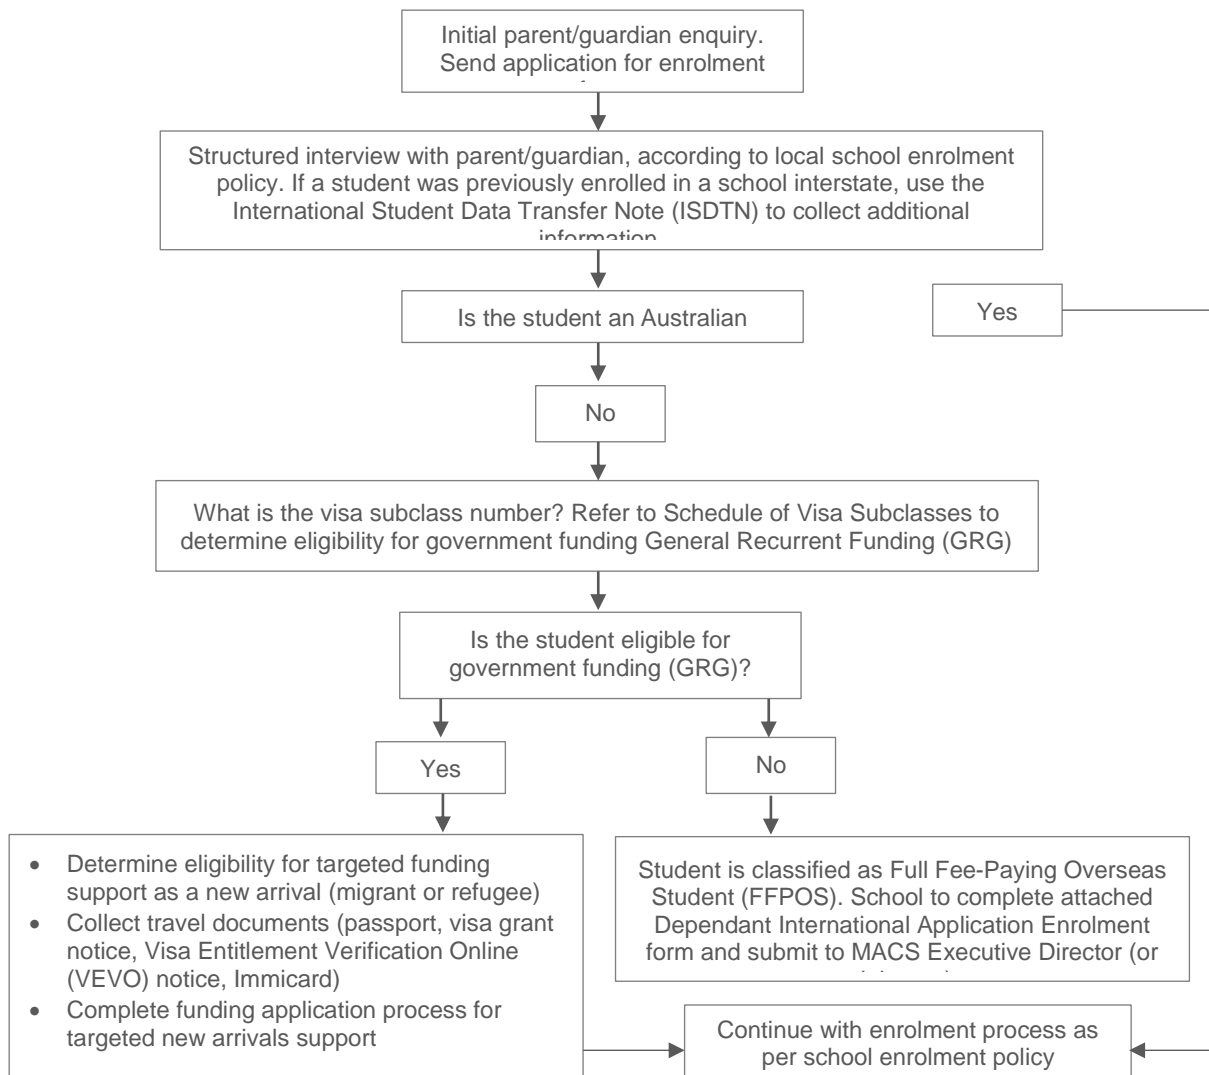 Initial parent/guardian enquiry.
Send application for enrolment
Structured interview with parent/guardian, according to local school enrolment
policy. If a student was previously enrolled in a school interstate, use the
International Student Data Transfer Note (ISDTN) to collect additional
information
Is the student an Australian
Yes
No
What is the visa subclass number? Refer to Schedule of Visa Subclasses to
determine eligibility for government funding General Recurrent Funding (GRG)
Is the student eligible for
government funding (GRG)?
Yes
No
• Determine eligibility for targeted funding
support as a new arrival (migrant or refugee)
• Collect travel documents (passport, visa grant
notice, Visa Entitlement Verification Online
(VEVO) notice, Immicard)
• Complete funding application process for
targeted new arrivals support
Student is classified as Full Fee-Paying Overseas
Student (FFPOS). School to complete attached
Dependant International Application Enrolment
form and submit to MACS Executive Director (or
Continue with enrolment process as
per school enrolment policy